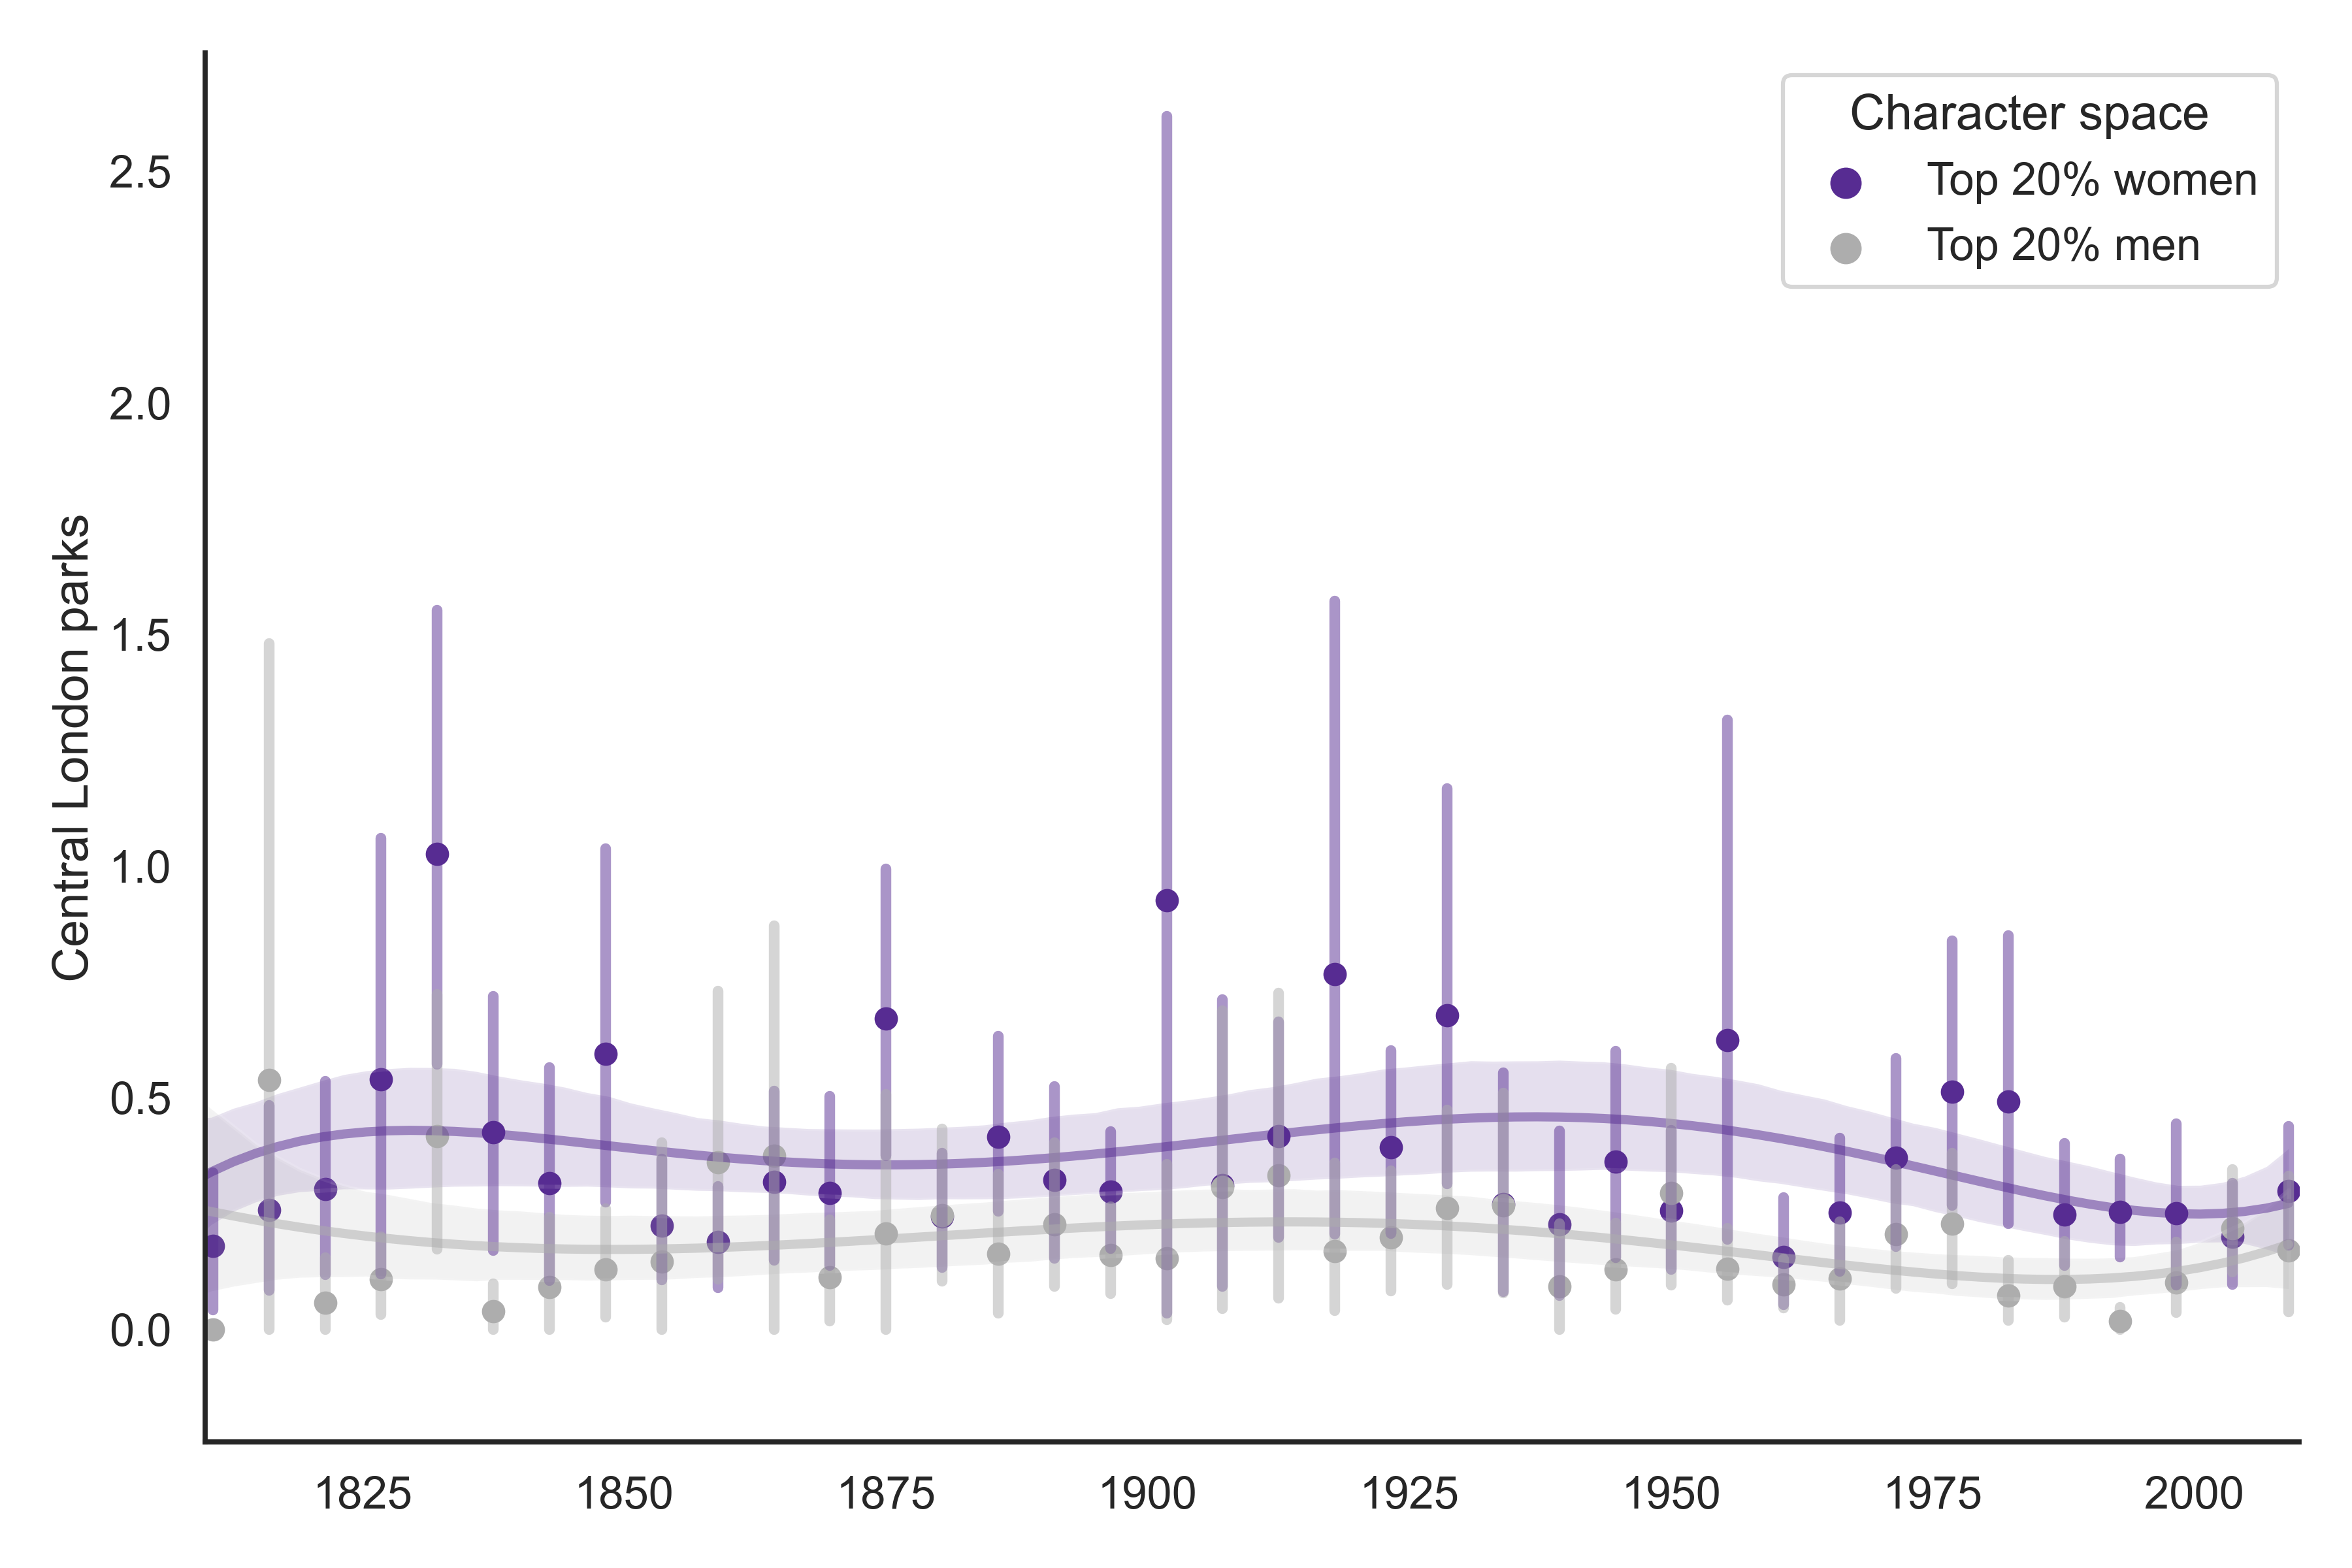 Character space
Top 20% women
Top 20% men
Central London parks
2.5
2.0
1.5
1.0
0.5
0.0
1825 1850 1875 1900 1925 1950 1975 2000